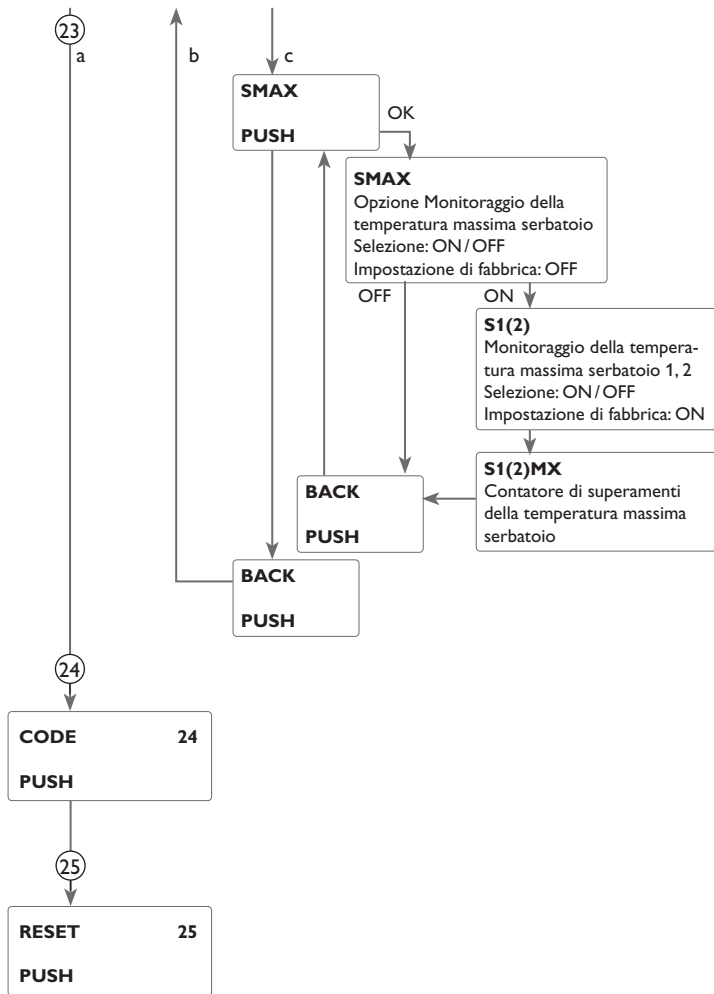 23
a
b
c
SMAX
PUSH
OK
SMAX
Opzione Monitoraggio della
temperatura massima serbatoio
Selezione: ON / OFF
Impostazione di fabbrica: OFF
OFF
ON
S1(2)
Monitoraggio della tempera-
tura massima serbatoio 1, 2
Selezione: ON / OFF
Impostazione di fabbrica: ON
S1(2)MX
Contatore di superamenti
della temperatura massima
serbatoio
BACK
PUSH
BACK
PUSH
24
CODE 24
PUSH
25
RESET 25
PUSH